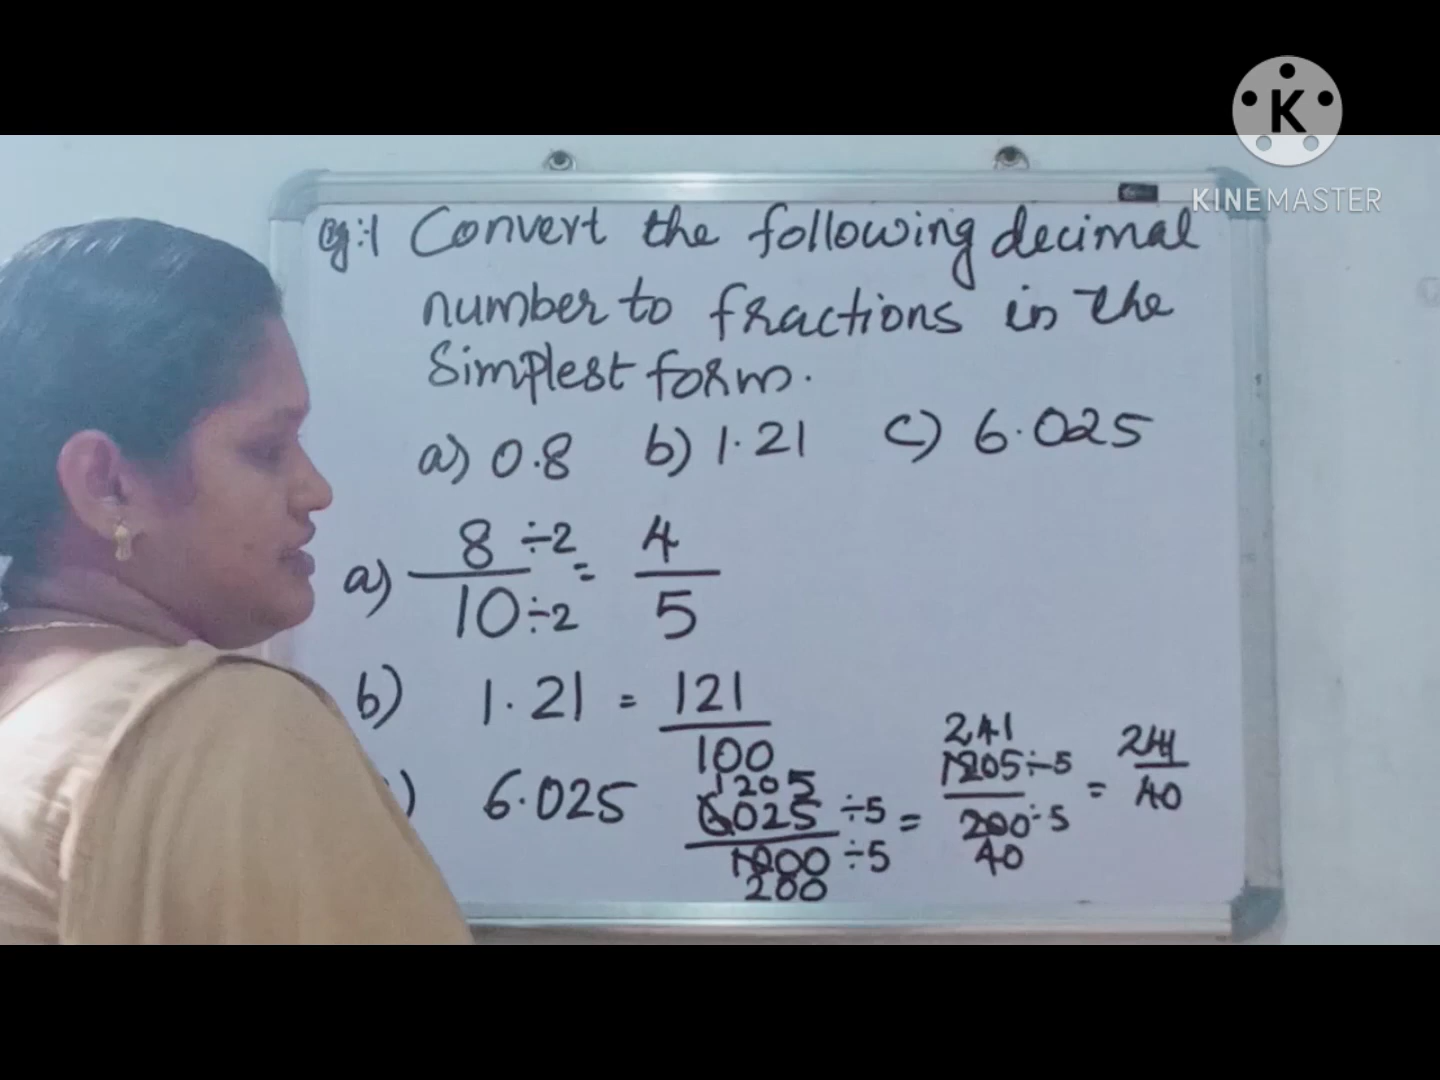 K
KINEMASTER
eg:1 Convert the following decimal
number to fractions in the
Simplest form.
a) 0.8 b) 1.21 c) 6.025
a) 8 ÷2 / 10 ÷2 = 4 / 5
b) 1.21 = 121 / 100
) 6.025 1205 6025 ÷5 / 1000 ÷5 200 = 241 1205 ÷5 / 200 ÷5 40 = 241 / 40